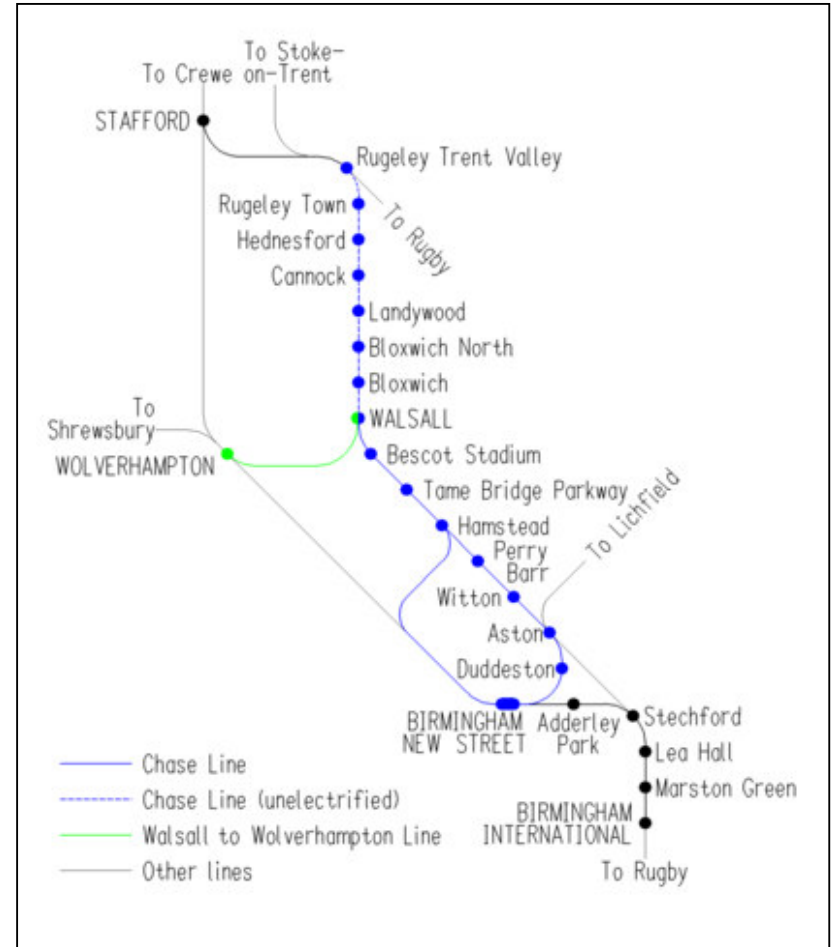 To Stoke-
To Crewe on-Trent
STAFFORD
Rugeley Trent Valley
Rugeley Town
To Rugby
Hednesford
Cannock
Landywood
Bloxwich North
Bloxwich
To
Shrewsbury
WALSALL
WOLVERHAMPTON
Bescot Stadium
Tame Bridge Parkway
To Lichfield
Hamstead
Perry
Barr
Witton
Aston
Duddeston
BIRMINGHAM
NEW STREET
Adderley
Park
Stechford
Lea Hall
Marston Green
BIRMINGHAM
INTERNATIONAL
To Rugby
Chase Line
Chase Line (unelectrified)
Walsall to Wolverhampton Line
Other lines